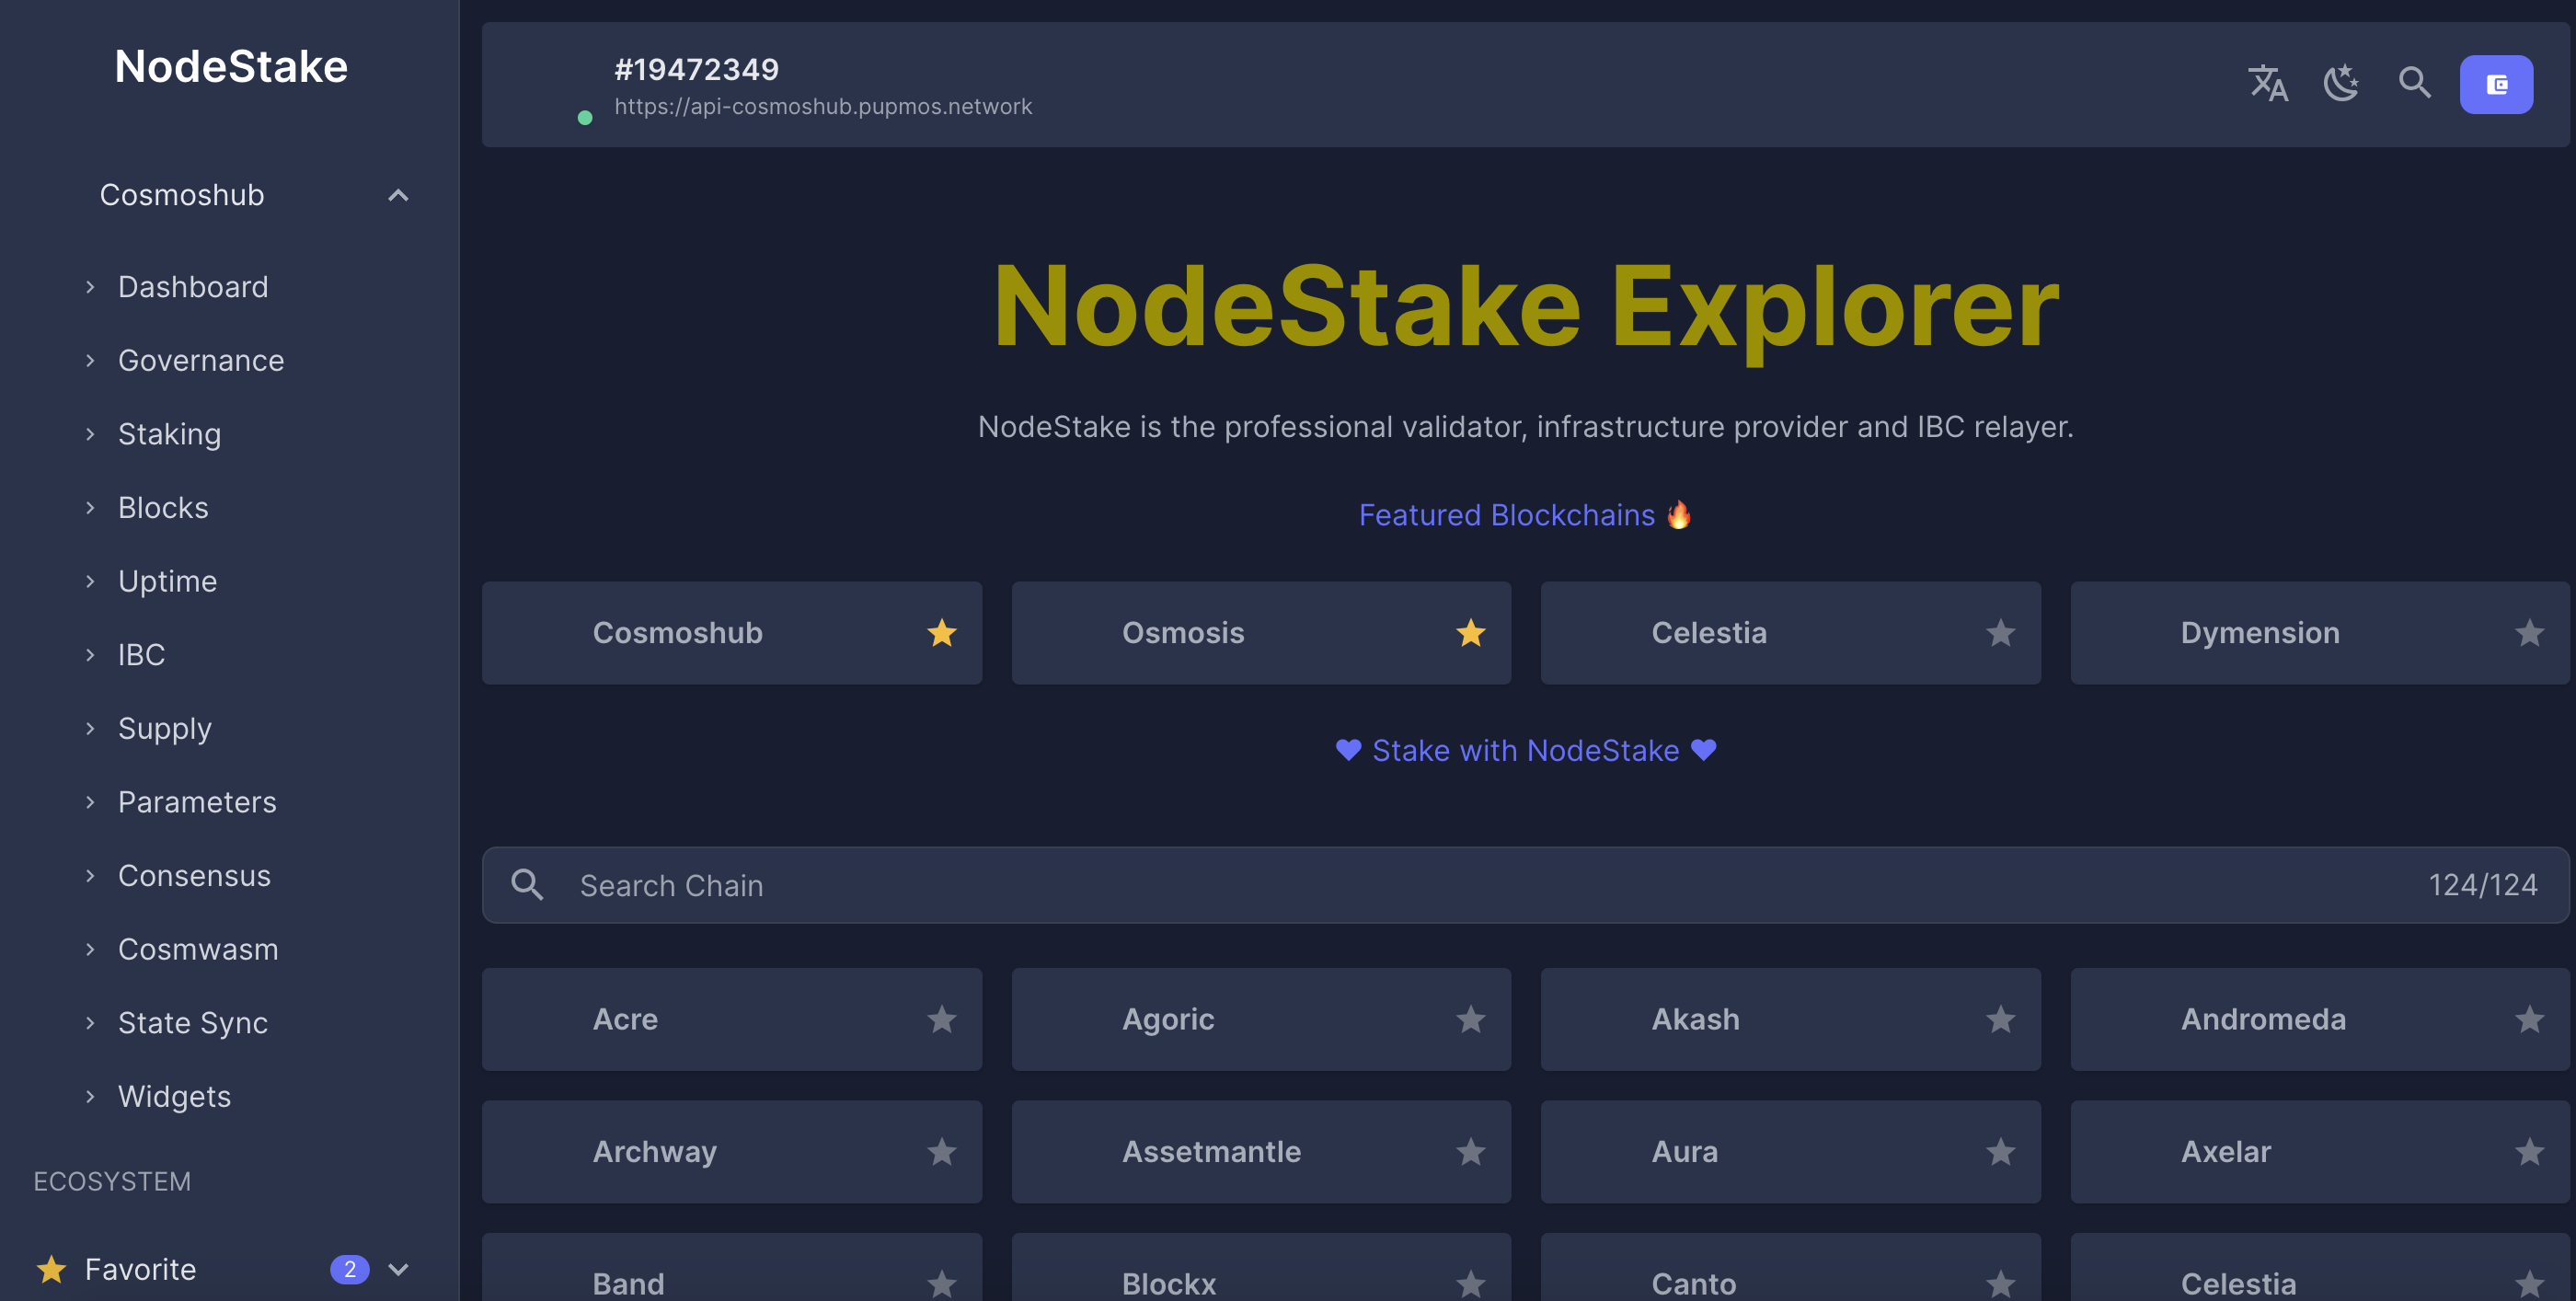 NodeStake
Cosmoshub
Dashboard
Governance
Staking
Blocks
Uptime
IBC
Supply
Parameters
Consensus
Cosmwasm
State Sync
Widgets
ECOSYSTEM
Favorite 2
#19472349
https://api-cosmoshub.pupmos.network
NodeStake Explorer
NodeStake is the professional validator, infrastructure provider and IBC relayer.
Featured Blockchains 🔥
Cosmoshub Osmosis Celestia Dymension
Stake with NodeStake
Search Chain 124/124
Acre Agoric Akash Andromeda
Archway Assetmantle Aura Axelar
Band Blockx Canto Celestia